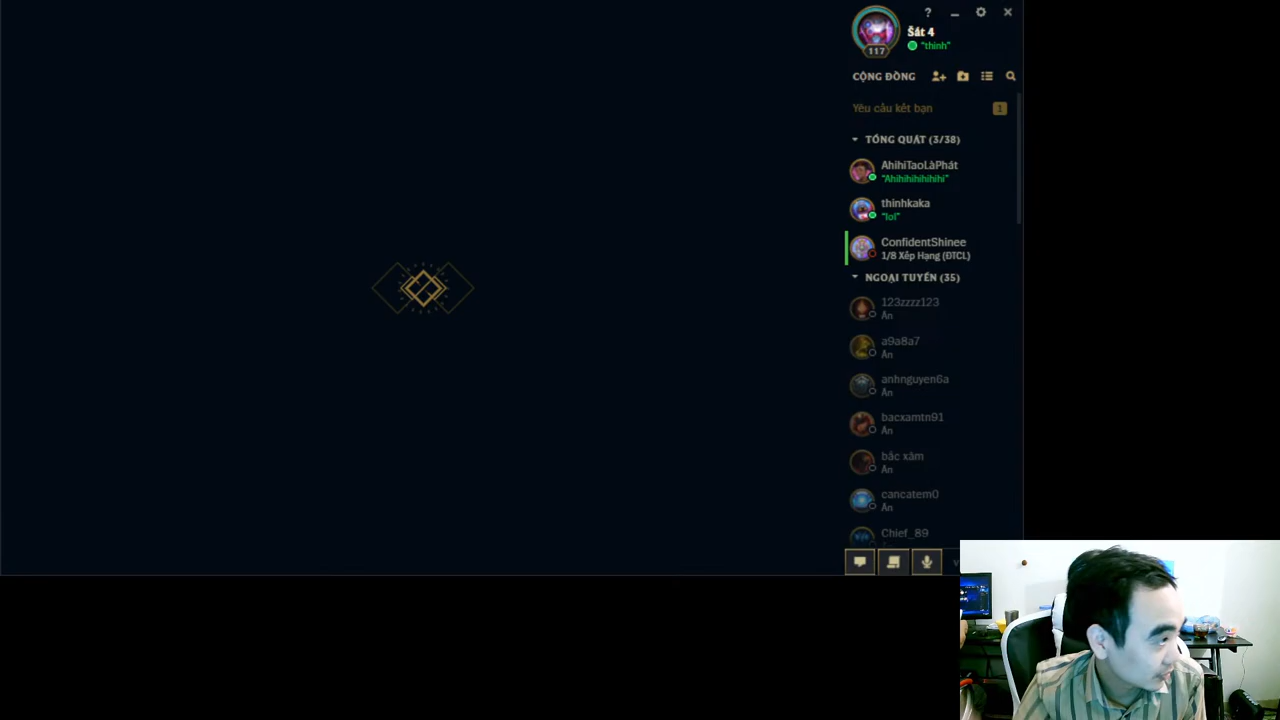 ?
Sắt 4
117
"thinh"
CỘNG ĐỒNG
Yêu cầu kết bạn
1
TỔNG QUÁT (3/38)
AhihiTaoLàPhát
"Ahihihihihihi"
thinhkaka
"lol"
ConfidentShinee
1/8 Xếp Hạng (ĐTCL)
NGOẠI TUYẾN (35)
123zzzz123
Ẩn
a9a8a7
Ẩn
anhnguyen6a
Ẩn
bacxamtn91
Ẩn
bắc xăm
Ẩn
cancatem0
Ẩn
Chief_89